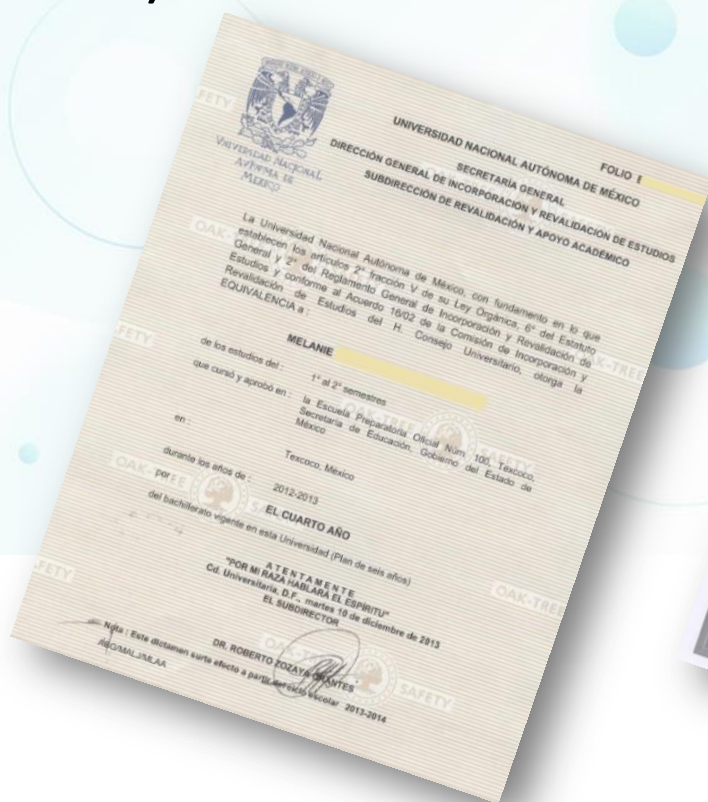 UNIVERSIDAD NACIONAL
AVTºNMA DE
MEXICO
FOLIO
UNIVERSIDAD NACIONAL AUTÓNOMA DE MÉXICO
SECRETARÍA GENERAL
DIRECCIÓN GENERAL DE INCORPORACIÓN Y REVALIDACIÓN DE ESTUDIOS
SUBDIRECCIÓN DE REVALIDACIÓN Y APOYO ACADÉMICO
La Universidad Nacional Autónoma de México, con fundamento en lo que
establecen los artículos 2° fracción V de su Ley Orgánica, 6° del Estatuto
General y 2° del Reglamento General de Incorporación y Revalidación de
Estudios y conforme al Acuerdo 16/02 de la Comisión de Incorporación y
Revalidación de Estudios del H. Consejo Universitario, otorga la
EQUIVALENCIA a :
MELANIE
de los estudios del : 1° al 2° semestres
que cursó y aprobó en : la Escuela Preparatoria Oficial Núm. 100, Texcoco,
Secretaría de Educación, Gobierno del Estado de
México
en : Texcoco, México
durante los años de : 2012-2013
por : EL CUARTO AÑO
del bachillerato vigente en esta Universidad (Plan de seis años)
A T E N T A M E N T E
"POR MI RAZA HABLARÁ EL ESPÍRITU"
Cd. Universitaria, D.F., martes 10 de diciembre de 2013
EL SUBDIRECTOR
DR. ROBERTO ZOZAYA
Nota : Este dictamen surte efecto a partir del ciclo escolar 2013-2014
OAK-TREE
SAFETY